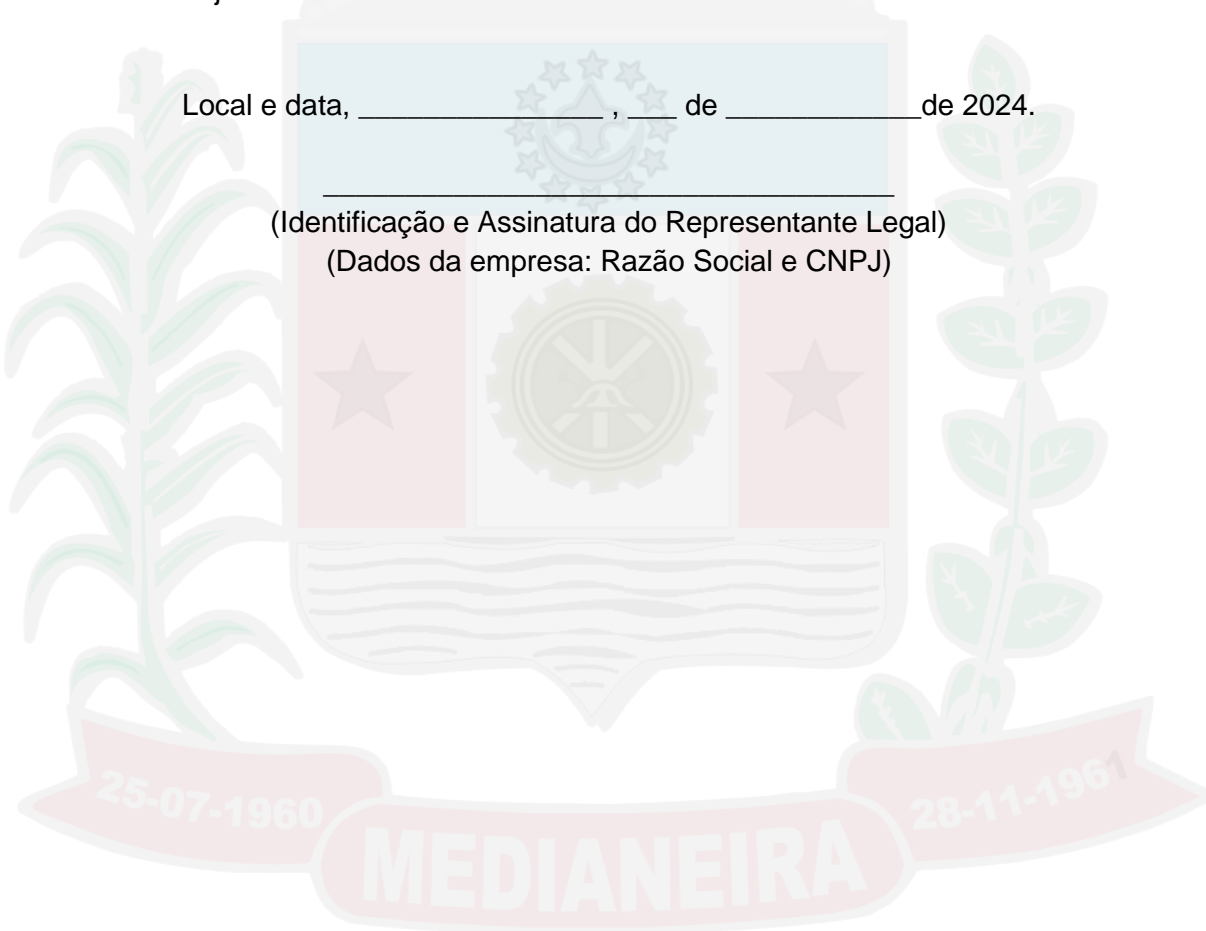 Local e data, _______________ , ___ de ____________de 2024.
___________________________________
(Identificação e Assinatura do Representante Legal)
(Dados da empresa: Razão Social e CNPJ)
25-07-1960
28-11-1961
MEDIANEIRA